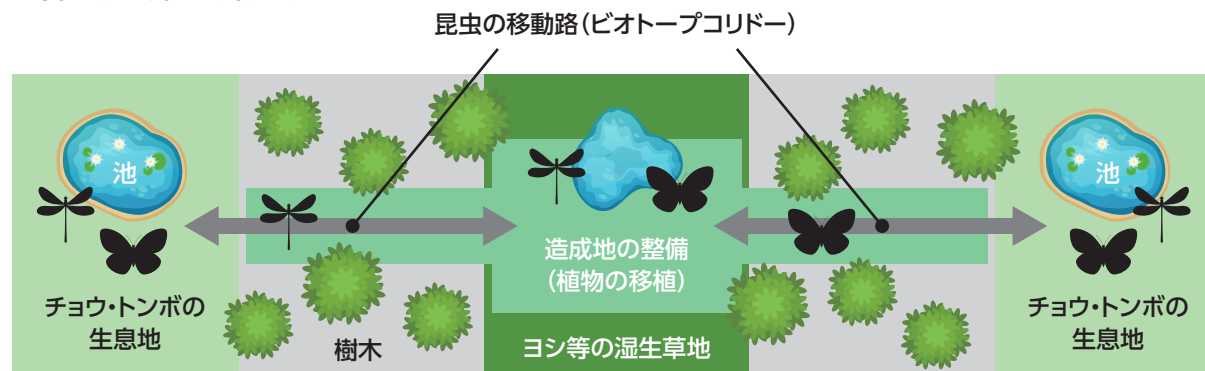 昆虫の移動路（ビオトープコリドー）
池
池
造成地の整備
（植物の移植）
チョウ・トンボの
生息地
樹木
ヨシ等の湿生草地
チョウ・トンボの
生息地